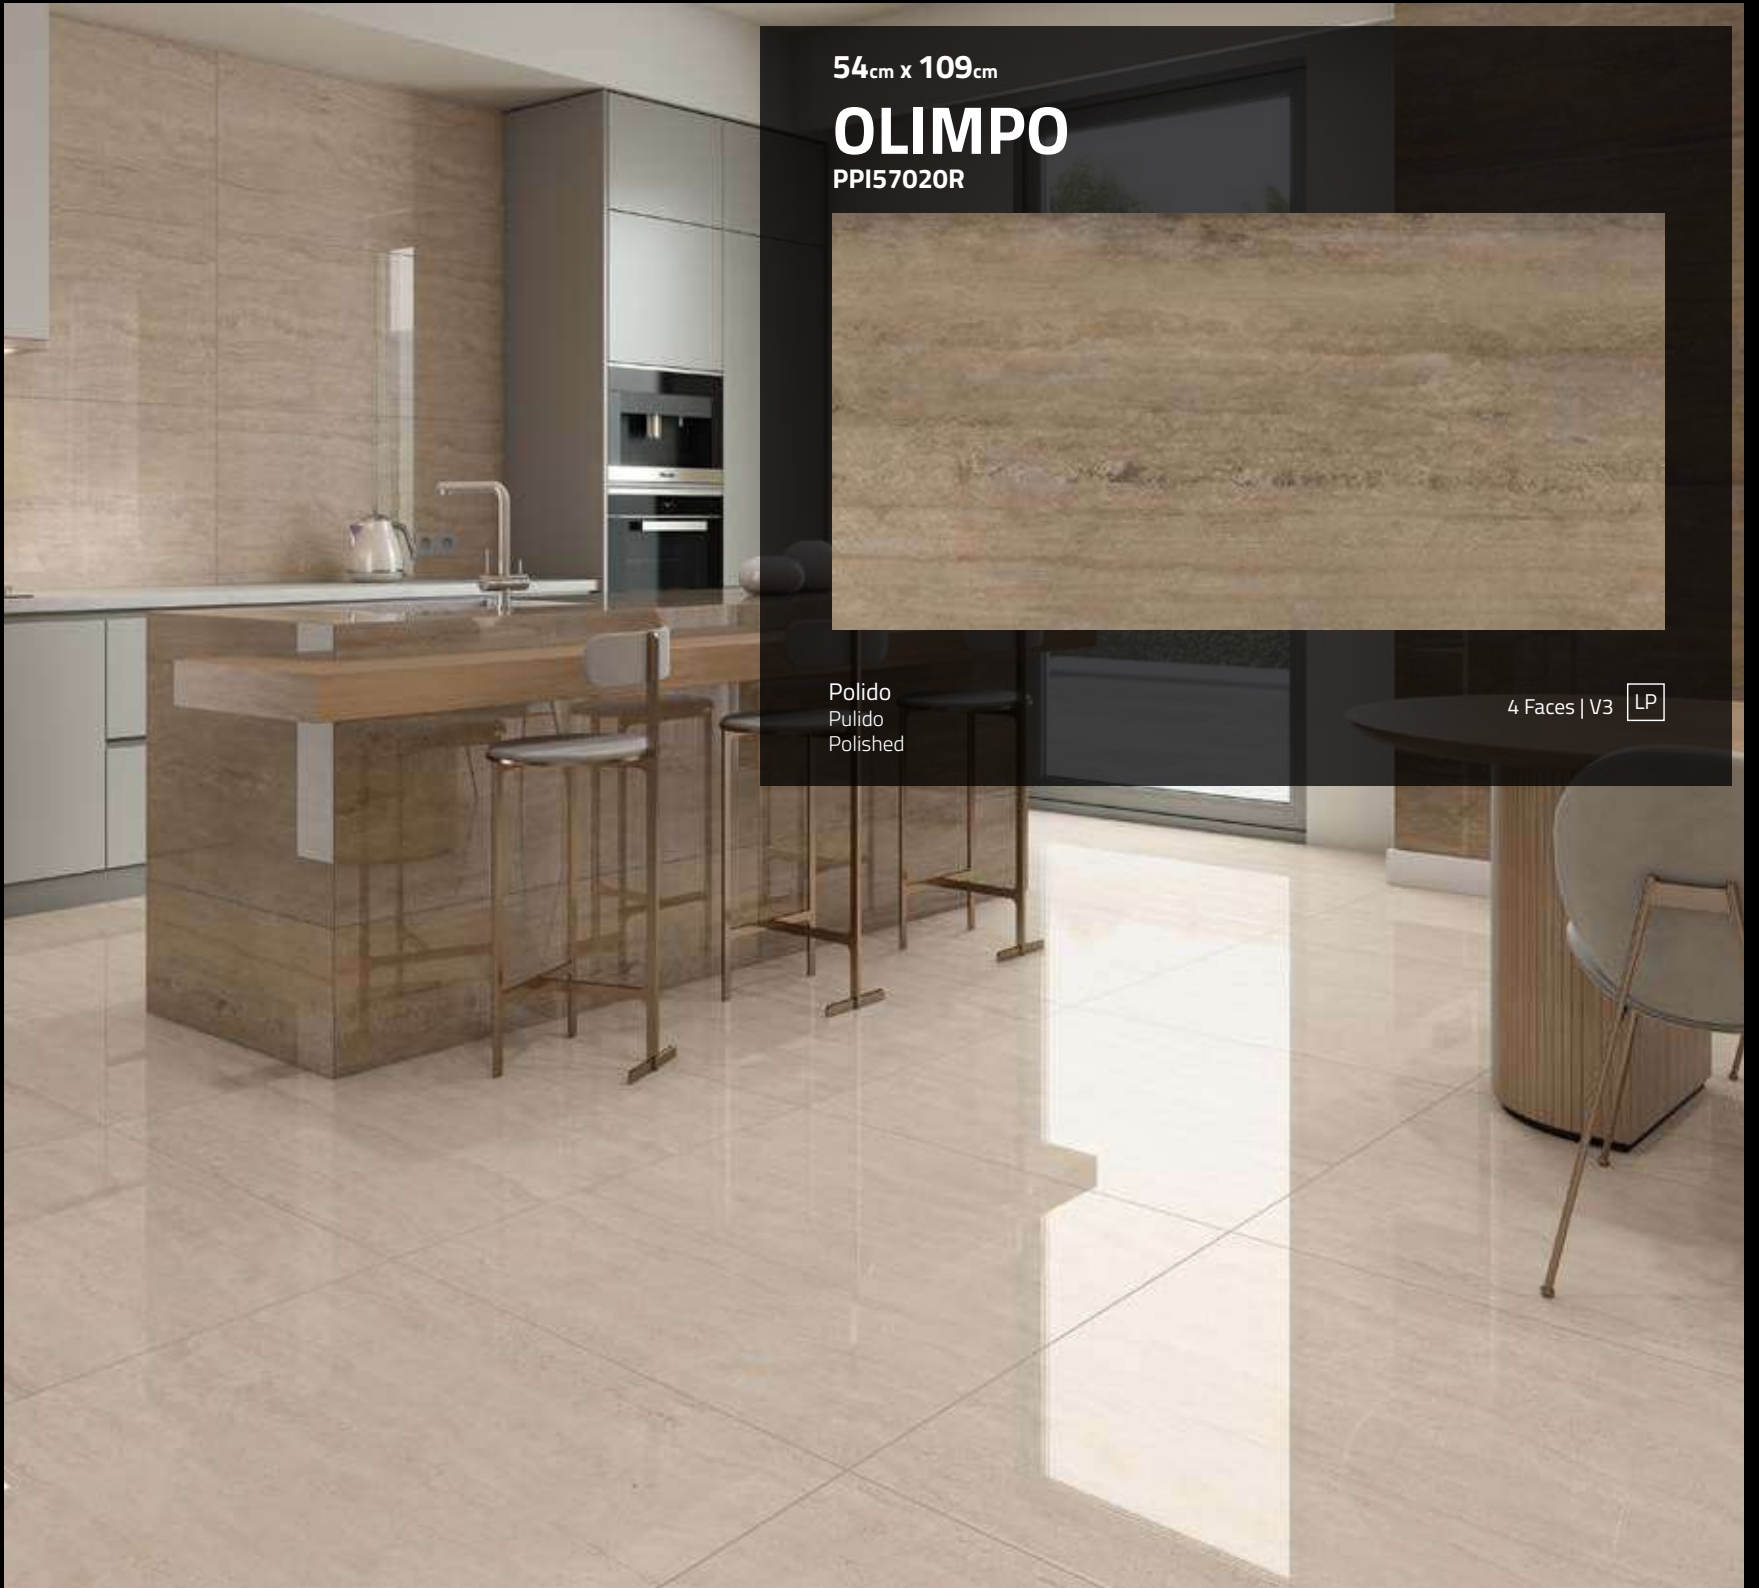 54cm x 109cm
OLIMPO
PPI57020R
Polido
Pulido
Polished
4 Faces | V3 LP